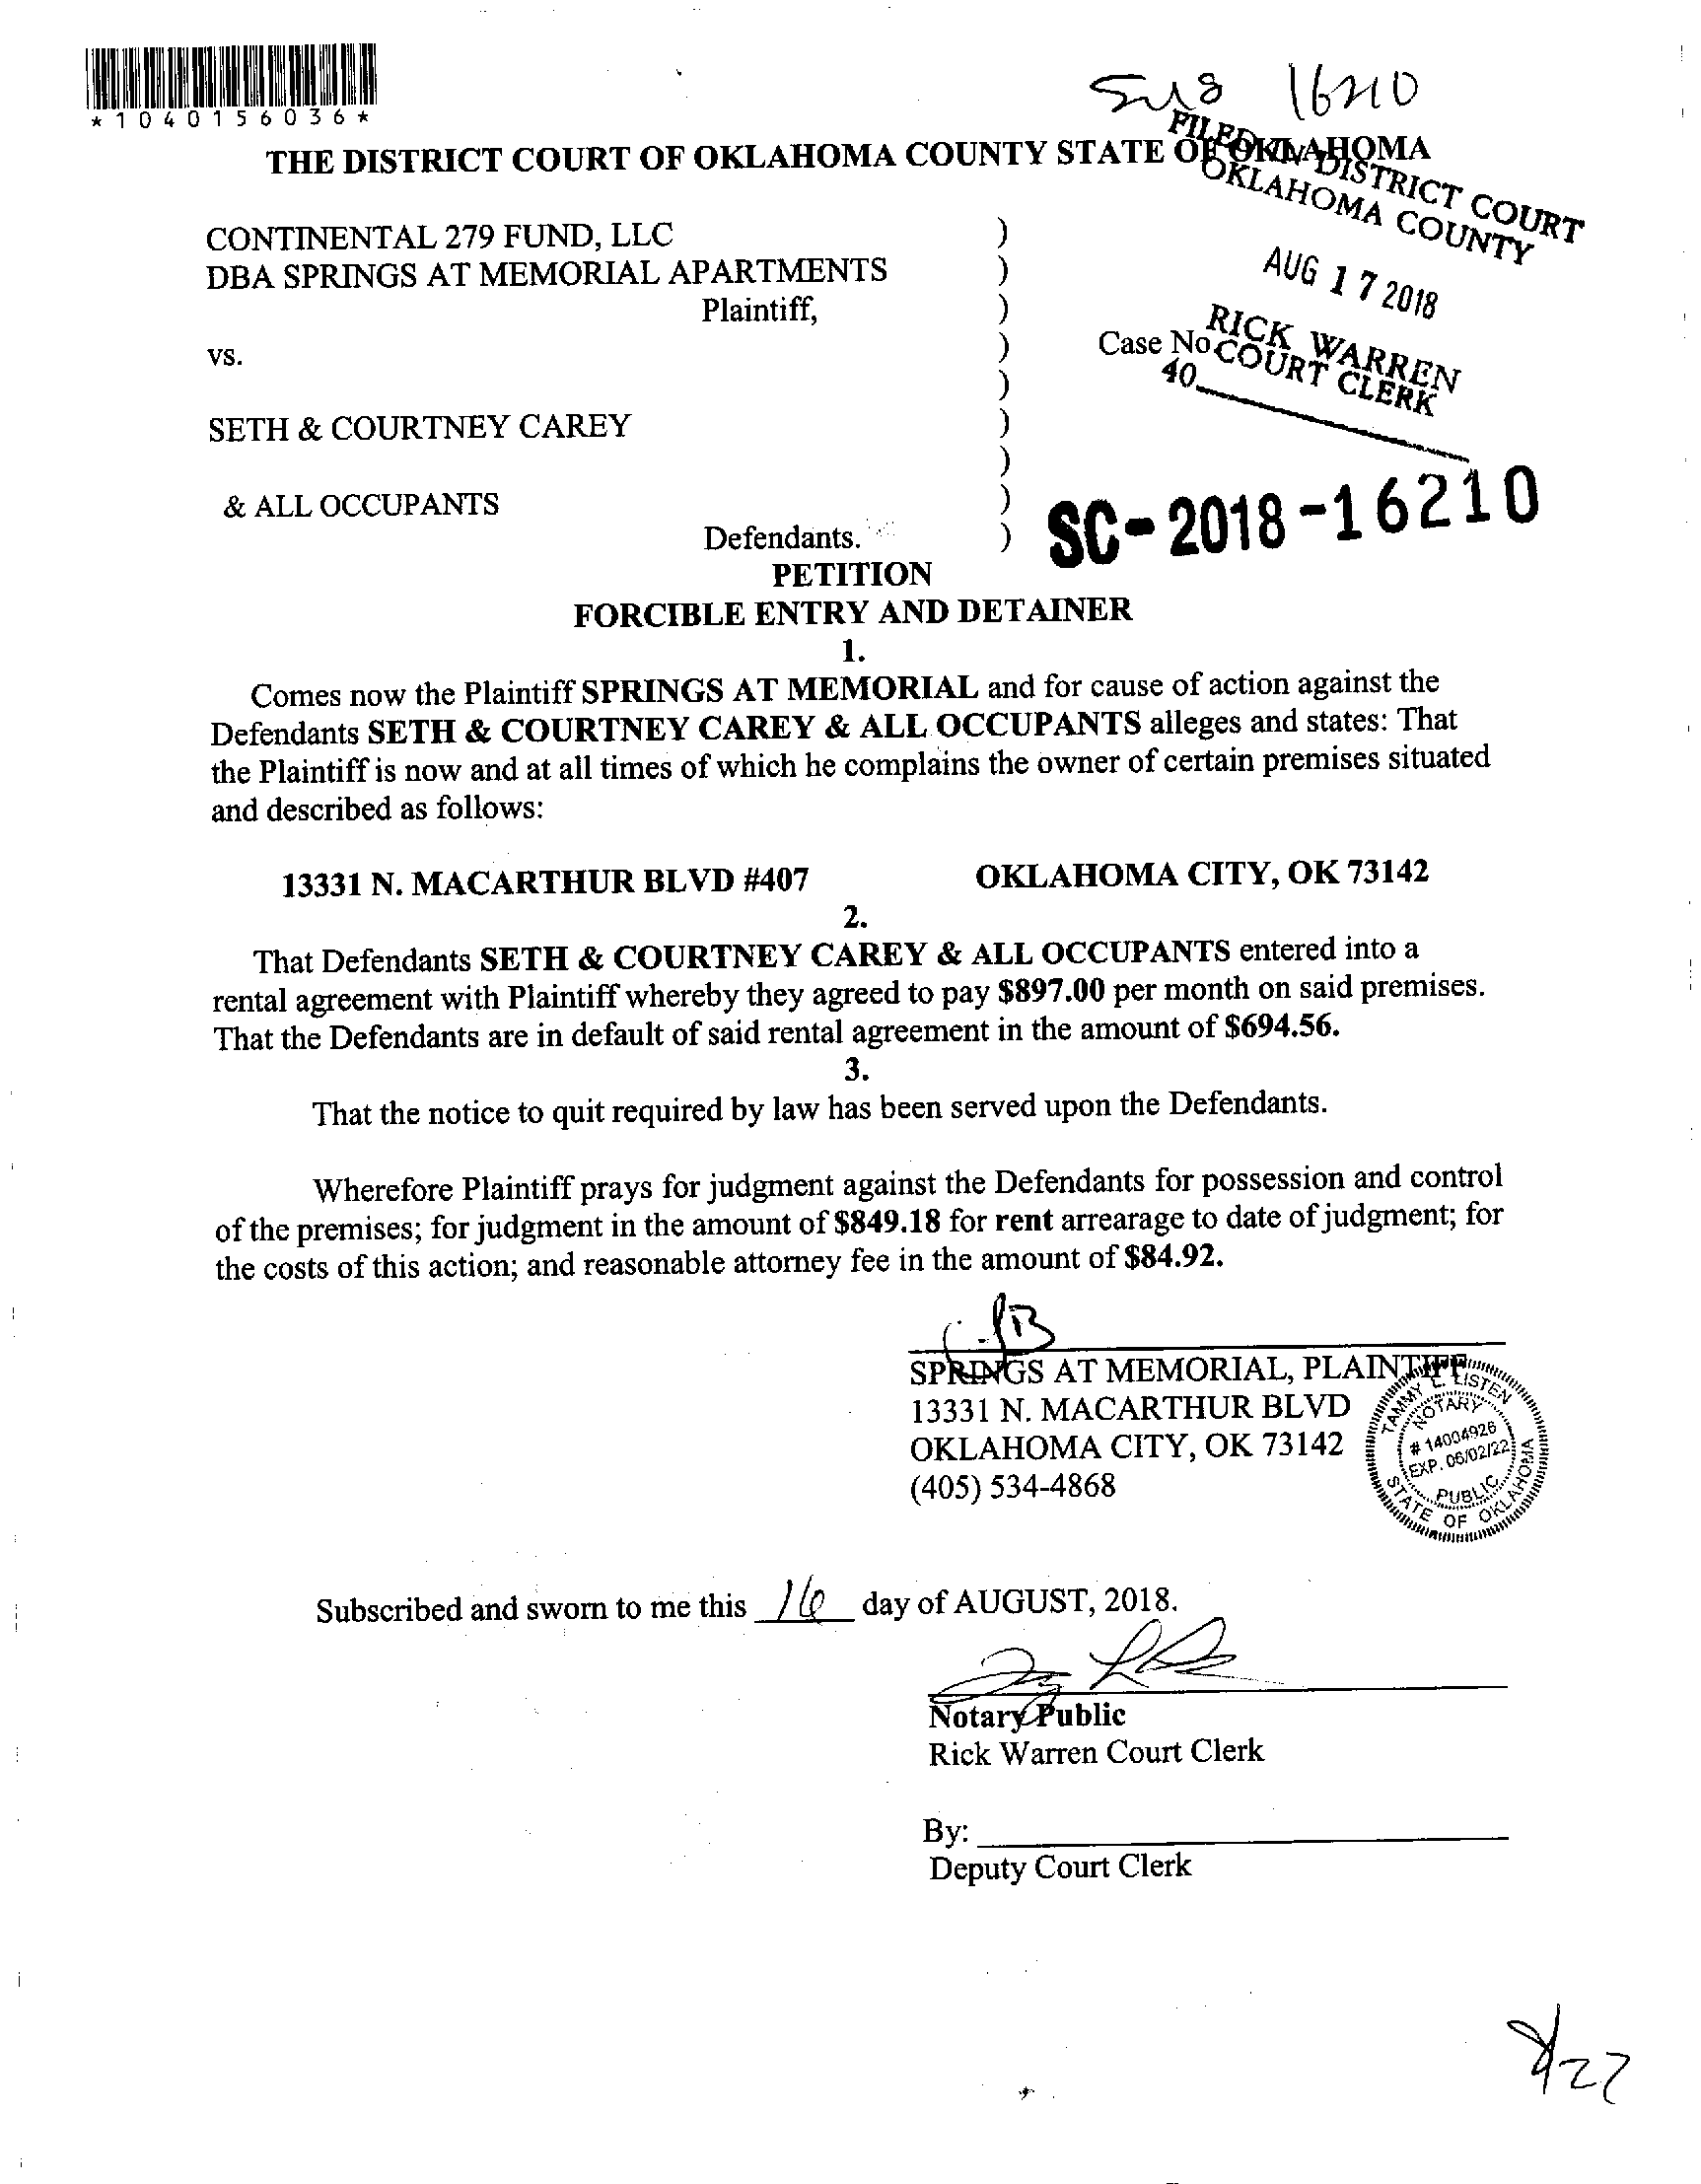 *1040156036*
16210
THE DISTRICT COURT OF OKLAHOMA COUNTY STATE OF OKLAHOMA
FILED IN DISTRICT COURT
OKLAHOMA COUNTY
CONTINENTAL 279 FUND, LLC )
DBA SPRINGS AT MEMORIAL APARTMENTS )
AUG 17 2018
Plaintiff, )
RICK WARREN
COURT CLERK
vs. ) Case No
40
)
SETH & COURTNEY CAREY )
)
& ALL OCCUPANTS )
SC-2018-16210
Defendants. )
PETITION
FORCIBLE ENTRY AND DETAINER
1.
Comes now the Plaintiff SPRINGS AT MEMORIAL and for cause of action against the
Defendants SETH & COURTNEY CAREY & ALL OCCUPANTS alleges and states: That
the Plaintiff is now and at all times of which he complains the owner of certain premises situated
and described as follows:
13331 N. MACARTHUR BLVD #407 OKLAHOMA CITY, OK 73142
2.
That Defendants SETH & COURTNEY CAREY & ALL OCCUPANTS entered into a
rental agreement with Plaintiff whereby they agreed to pay $897.00 per month on said premises.
That the Defendants are in default of said rental agreement in the amount of $694.56.
3.
That the notice to quit required by law has been served upon the Defendants.
Wherefore Plaintiff prays for judgment against the Defendants for possession and control
of the premises; for judgment in the amount of $849.18 for rent arrearage to date of judgment; for
the costs of this action; and reasonable attorney fee in the amount of $84.92.
SPRINGS AT MEMORIAL, PLAINTIFF
13331 N. MACARTHUR BLVD
OKLAHOMA CITY, OK 73142
(405) 534-4868
TAMMY L. LISTEN
NOTARY
# 14004926
EXP. 06/02/22
PUBLIC
STATE OF OKLAHOMA
Subscribed and sworn to me this 16 day of AUGUST, 2018.
Notary Public
Rick Warren Court Clerk
By:
Deputy Court Clerk
8/27